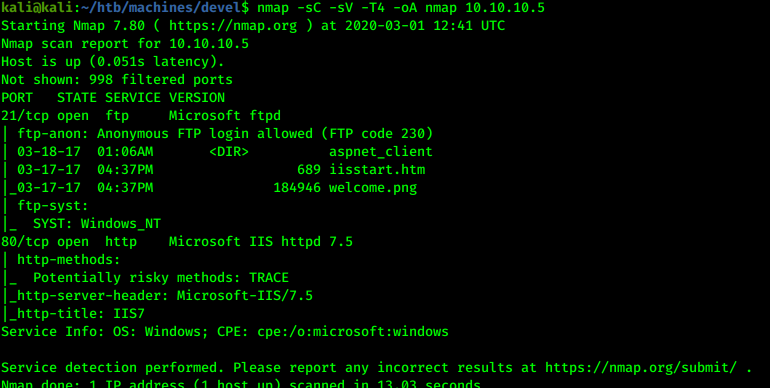 kali@kali:~/htb/machines/devel$ nmap -sC -sV -T4 -oA nmap 10.10.10.5
Starting Nmap 7.80 ( https://nmap.org ) at 2020-03-01 12:41 UTC
Nmap scan report for 10.10.10.5
Host is up (0.051s latency).
Not shown: 998 filtered ports
PORT   STATE SERVICE VERSION
21/tcp open  ftp     Microsoft ftpd
| ftp-anon: Anonymous FTP login allowed (FTP code 230)
| 03-18-17  01:06AM       <DIR>          aspnet_client
| 03-17-17  04:37PM                  689 iisstart.htm
|_03-17-17  04:37PM               184946 welcome.png
| ftp-syst:
|_  SYST: Windows_NT
80/tcp open  http    Microsoft IIS httpd 7.5
| http-methods:
|_  Potentially risky methods: TRACE
|_http-server-header: Microsoft-IIS/7.5
|_http-title: IIS7
Service Info: OS: Windows; CPE: cpe:/o:microsoft:windows
Service detection performed. Please report any incorrect results at https://nmap.org/submit/ .
Nmap done: 1 IP address (1 host up) scanned in 13.03 seconds